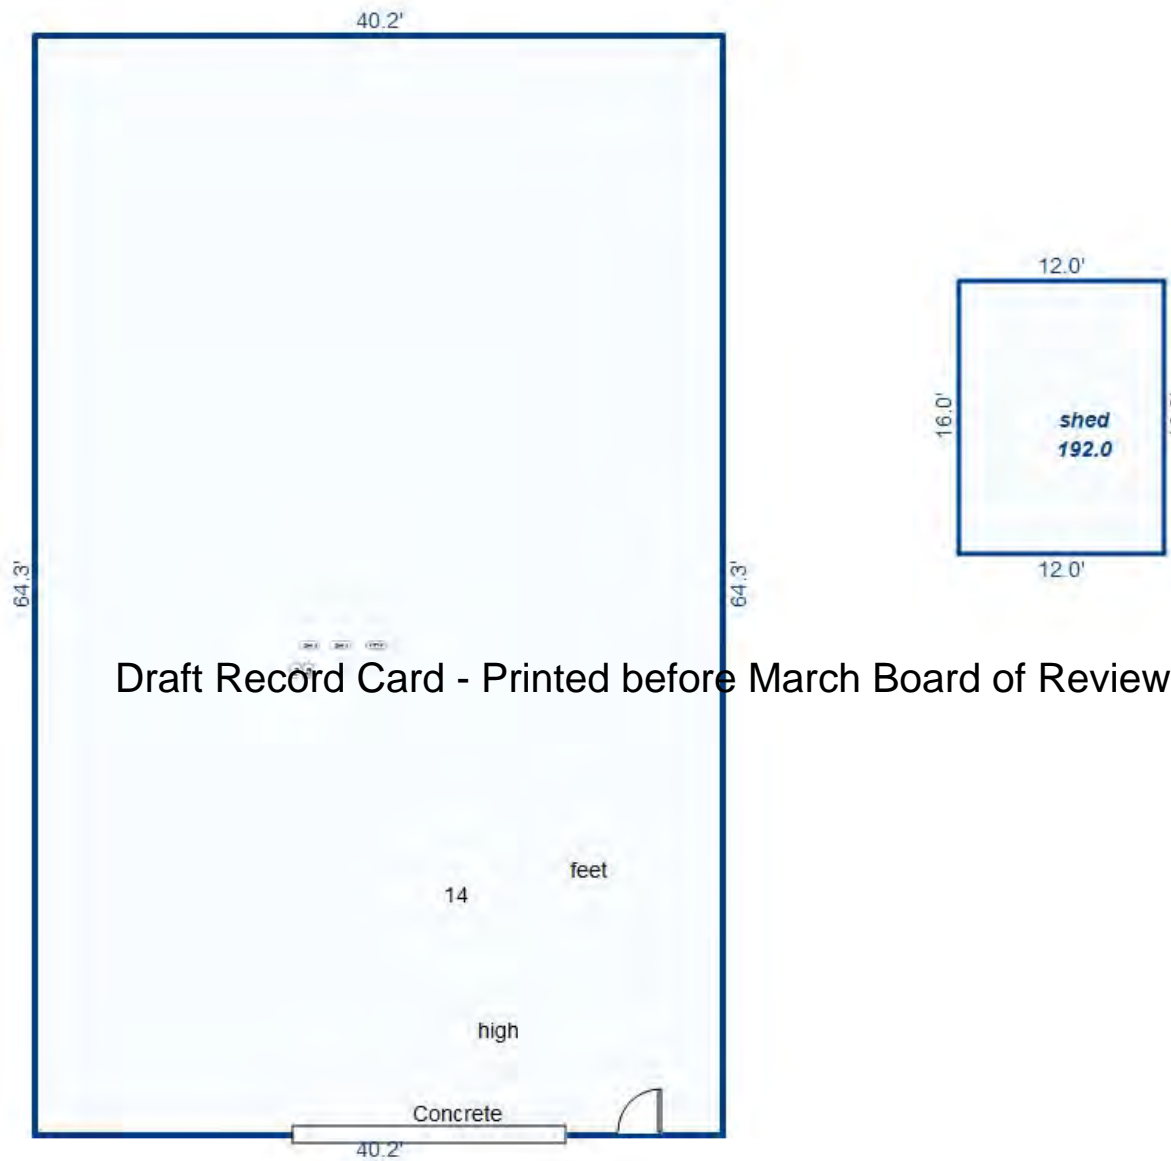 40.2'
12.0'
16.0'
shed
192.0
12.0'
64.3'
64.3'
Draft Record Card - Printed before March Board of Review
feet
14
high
Concrete
40.2'